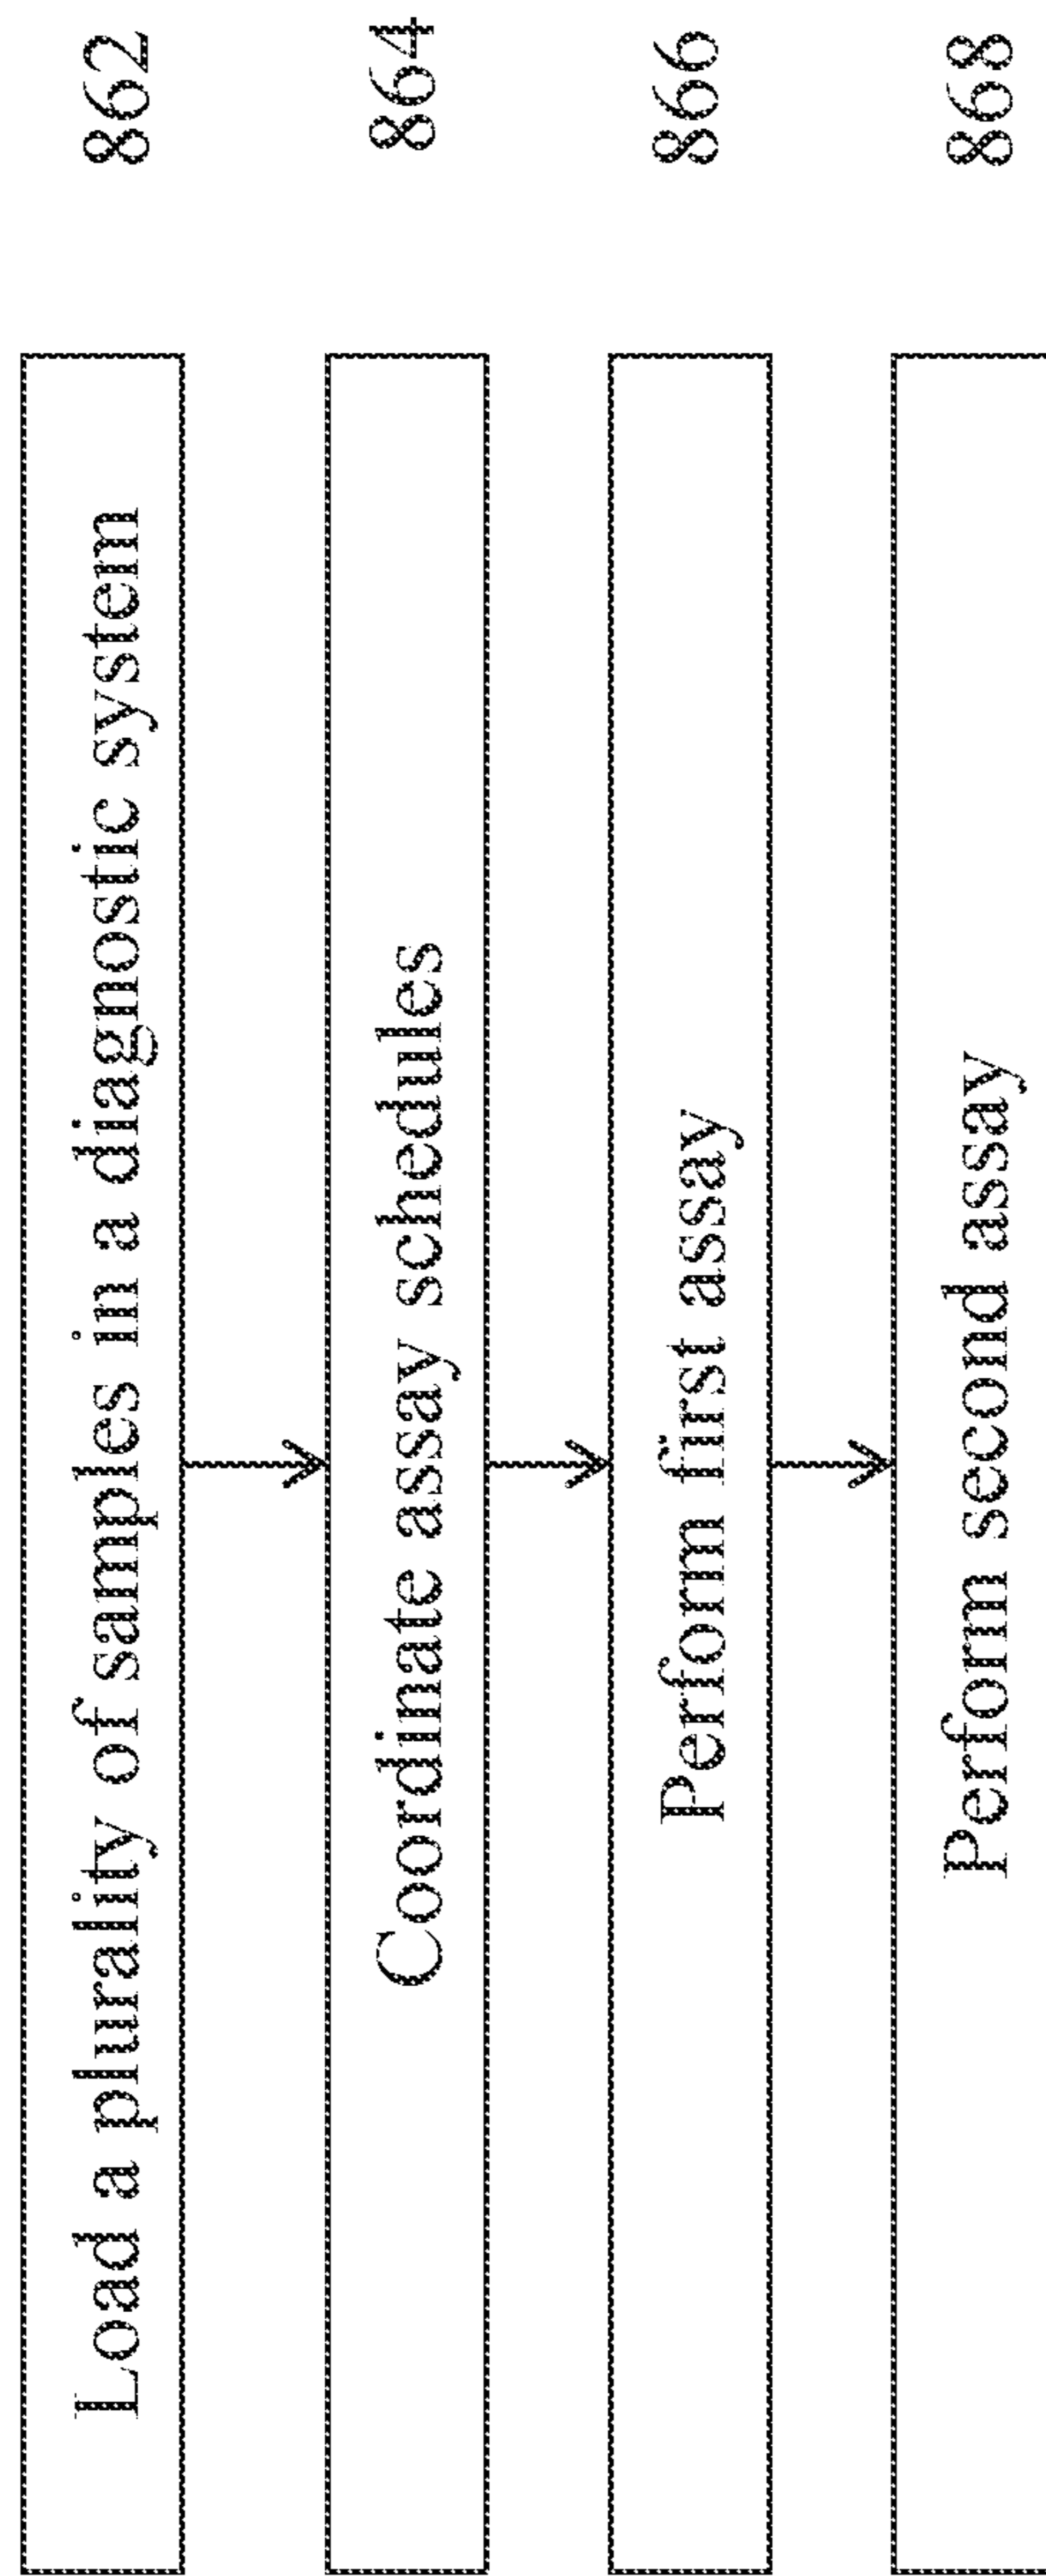 Load a plurality of samples in a diagnostic system 862
Coordinate assay schedules 864
Perform first assay 866
Perform second assay 868